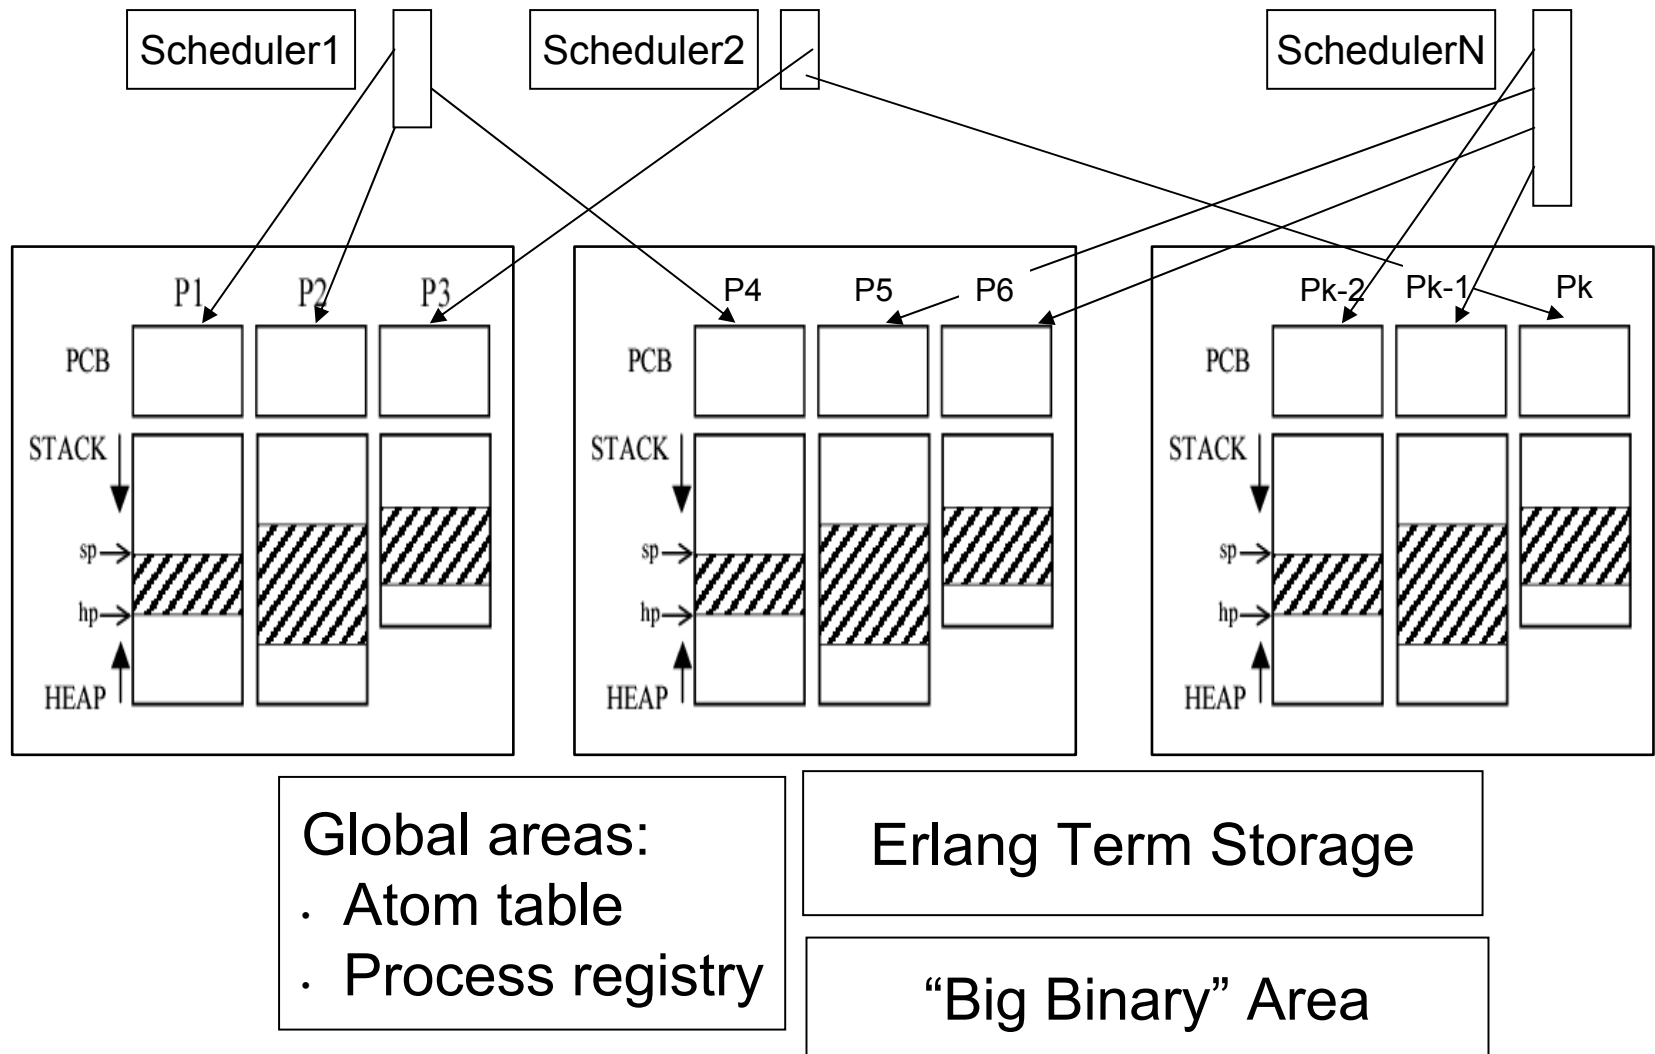 Scheduler1
Scheduler2
SchedulerN
P1
P2
P3
PCB
STACK
sp
hp
HEAP
P4
P5
P6
PCB
STACK
sp
hp
HEAP
Pk-2
Pk-1
Pk
PCB
STACK
sp
hp
HEAP
Global areas:
· Atom table
· Process registry
Erlang Term Storage
“Big Binary” Area